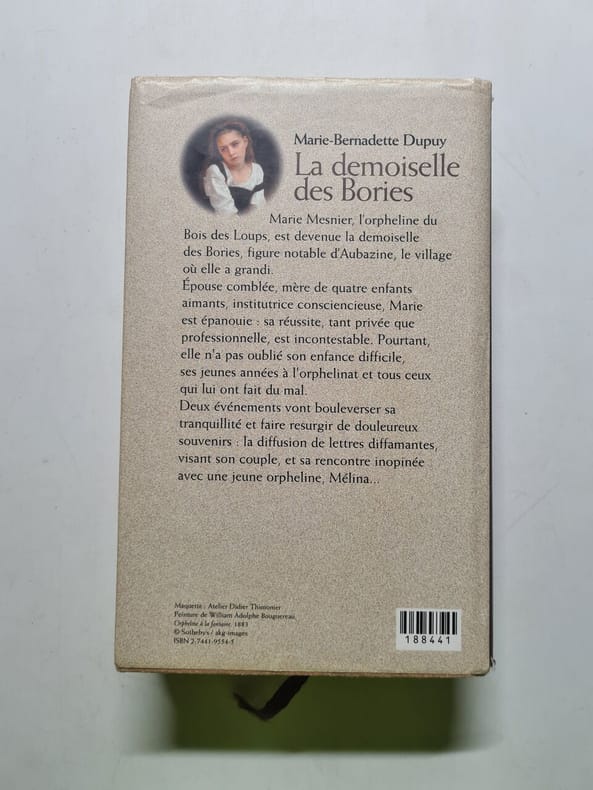 Marie-Bernadette Dupuy
La demoiselle
des Bories
Marie Mesnier, l'orpheline du
Bois des Loups, est devenue la demoiselle
des Bories, figure notable d'Aubazine, le village
où elle a grandi.
Épouse comblée, mère de quatre enfants
aimants, institutrice consciencieuse, Marie
est épanouie : sa réussite, tant privée que
professionnelle, est incontestable. Pourtant,
elle n'a pas oublié son enfance difficile,
ses jeunes années à l'orphelinat et tous ceux
qui lui ont fait du mal.
Deux événements vont bouleverser sa
tranquillité et faire resurgir de douleureux
souvenirs : la diffusion de lettres diffamantes,
visant son couple, et sa rencontre inopinée
avec une jeune orpheline, Mélina...
Maquette : Atelier Didier Thimonier
Peinture de William Adolphe Bouguereau,
Orpheline à la fontaine, 1883
© Sotheby's / akg-images
ISBN 2-7441-9554-5
188441